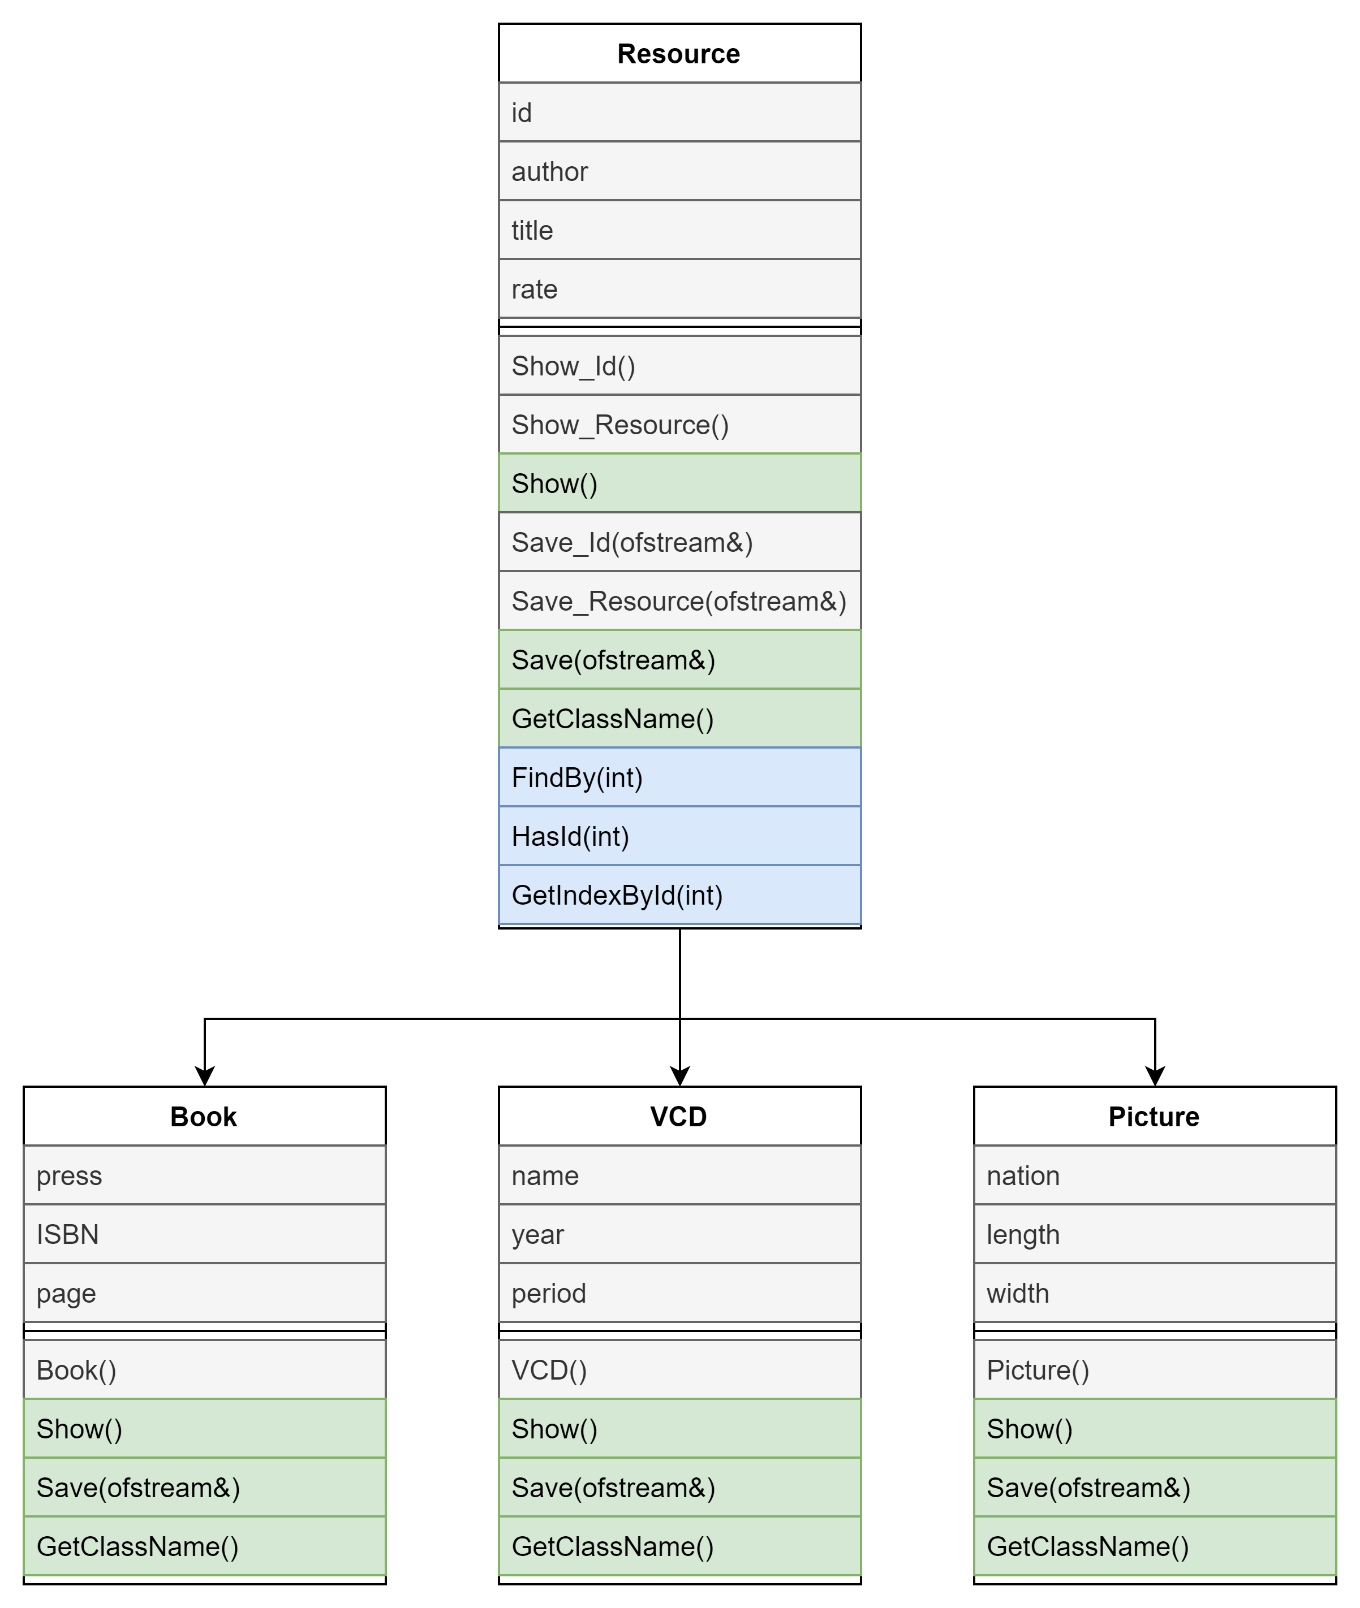 Resource
id
author
title
rate
Show_Id()
Show_Resource()
Show()
Save_Id(ofstream&)
Save_Resource(ofstream&)
Save(ofstream&)
GetClassName()
FindBy(int)
HasId(int)
GetIndexById(int)
Book
press
ISBN
page
Book()
Show()
Save(ofstream&)
GetClassName()
VCD
name
year
period
VCD()
Show()
Save(ofstream&)
GetClassName()
Picture
nation
length
width
Picture()
Show()
Save(ofstream&)
GetClassName()